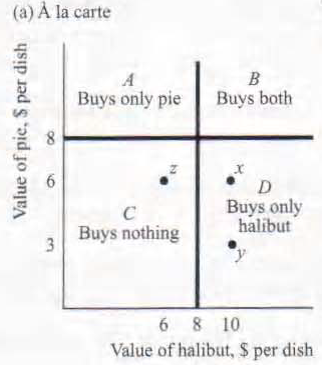 (a) À la carte
Value of pie, $ per dish
A
Buys only pie
B
Buys both
8
6
z
x
D
Buys only
halibut
C
Buys nothing
3
y
6 8 10
Value of halibut, $ per dish